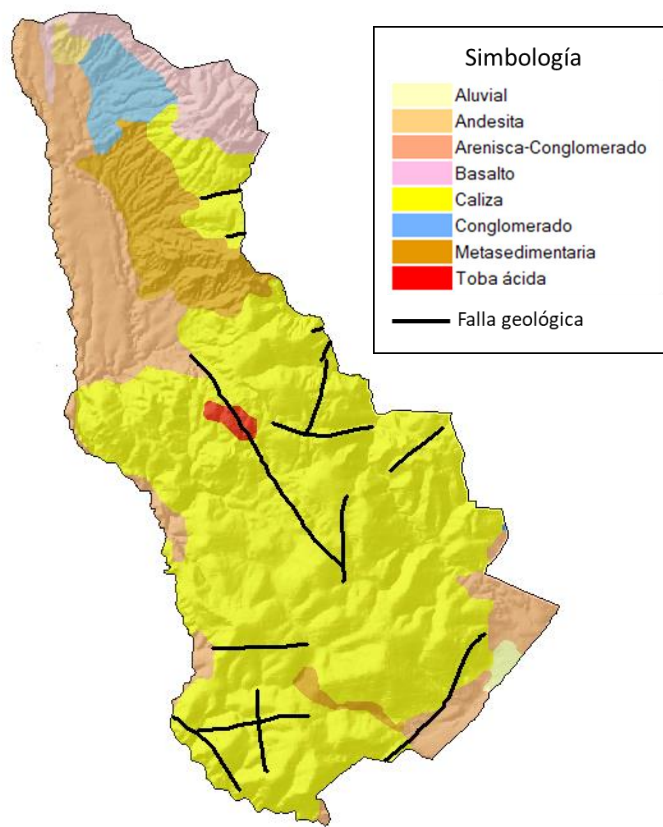 Simbología
Aluvial
Andesita
Arenisca-Conglomerado
Basalto
Caliza
Conglomerado
Metasedimentaria
Toba ácida
Falla geológica